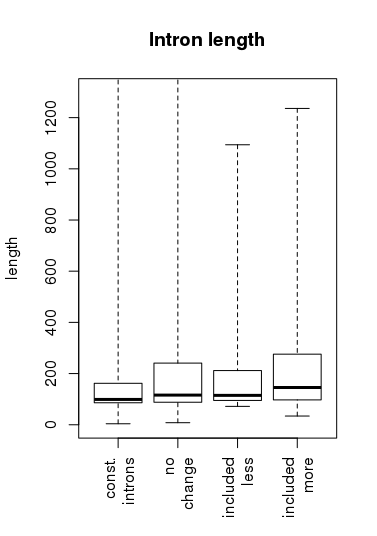 Intron length
length
0
200
400
600
800
1000
1200
const.
introns
no
change
included
less
included
more